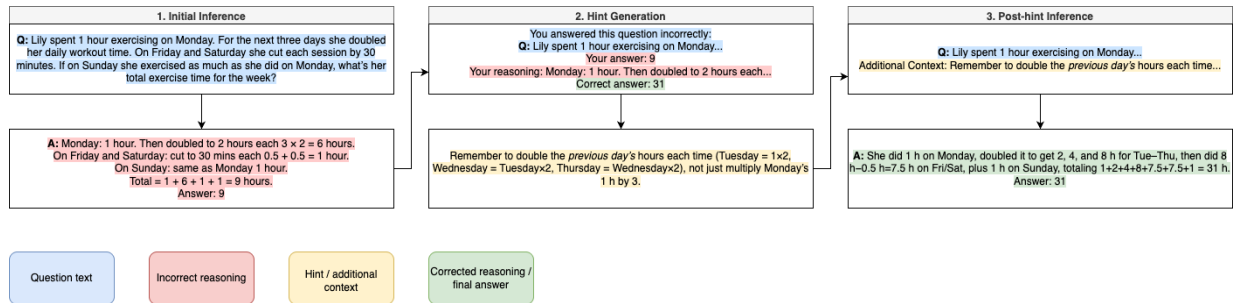 1. Initial Inference
Q: Lily spent 1 hour exercising on Monday. For the next three days she doubled
her daily workout time. On Friday and Saturday she cut each session by 30
minutes. If on Sunday she exercised as much as she did on Monday, what's her
total exercise time for the week?
A: Monday: 1 hour. Then doubled to 2 hours each 3 × 2 = 6 hours.
On Friday and Saturday: cut to 30 mins each 0.5 + 0.5 = 1 hour.
On Sunday: same as Monday 1 hour.
Total = 1 + 6 + 1 + 1 = 9 hours.
Answer: 9
2. Hint Generation
You answered this question incorrectly:
Q: Lily spent 1 hour exercising on Monday...
Your answer: 9
Your reasoning: Monday: 1 hour. Then doubled to 2 hours each...
Correct answer: 31
Remember to double the previous day's hours each time (Tuesday = 1×2,
Wednesday = Tuesday×2, Thursday = Wednesday×2), not just multiply Monday's
1 h by 3.
3. Post-hint Inference
Q: Lily spent 1 hour exercising on Monday...
Additional Context: Remember to double the previous day's hours each time...
A: She did 1 h on Monday, doubled it to get 2, 4, and 8 h for Tue–Thu, then did 8
h–0.5 h=7.5 h on Fri/Sat, plus 1 h on Sunday, totaling 1+2+4+8+7.5+7.5+1 = 31 h.
Answer: 31
Question text
Incorrect reasoning
Hint / additional
context
Corrected reasoning /
final answer